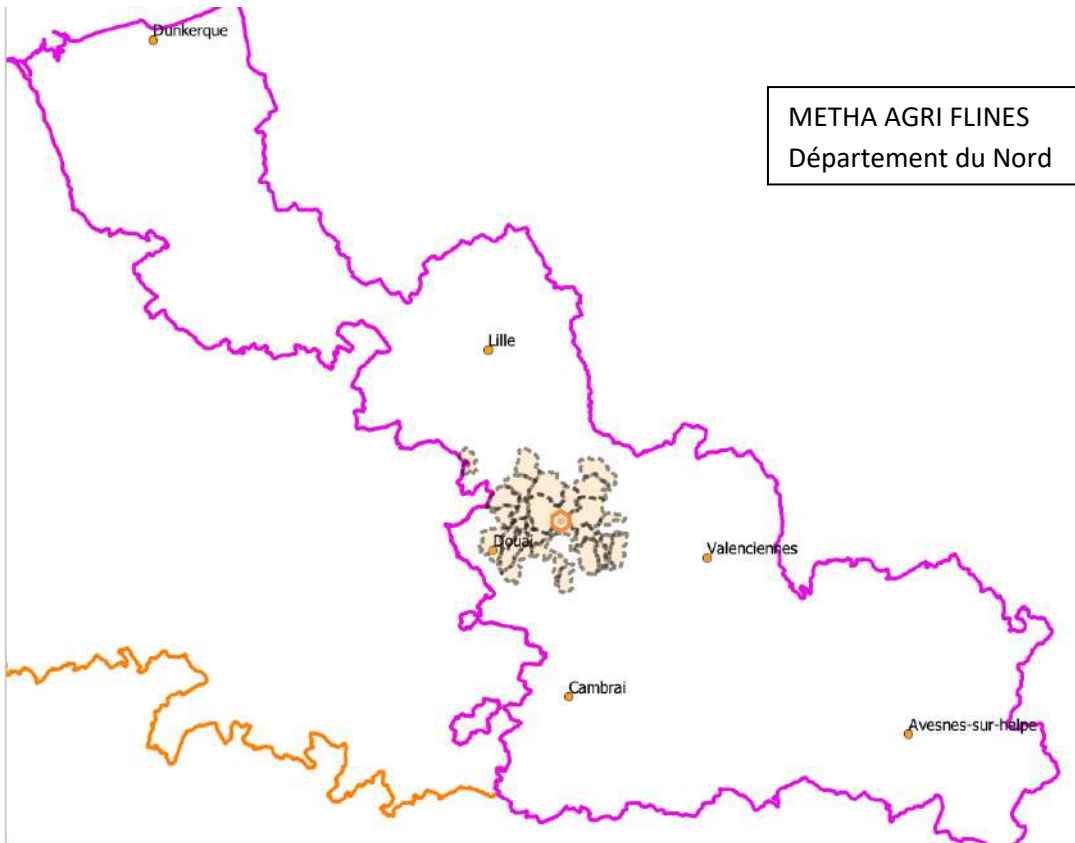 Dunkerque
METHA AGRI FLINES
Département du Nord
Lille
Douai
Valenciennes
Cambrai
Avesnes-sur-helpe